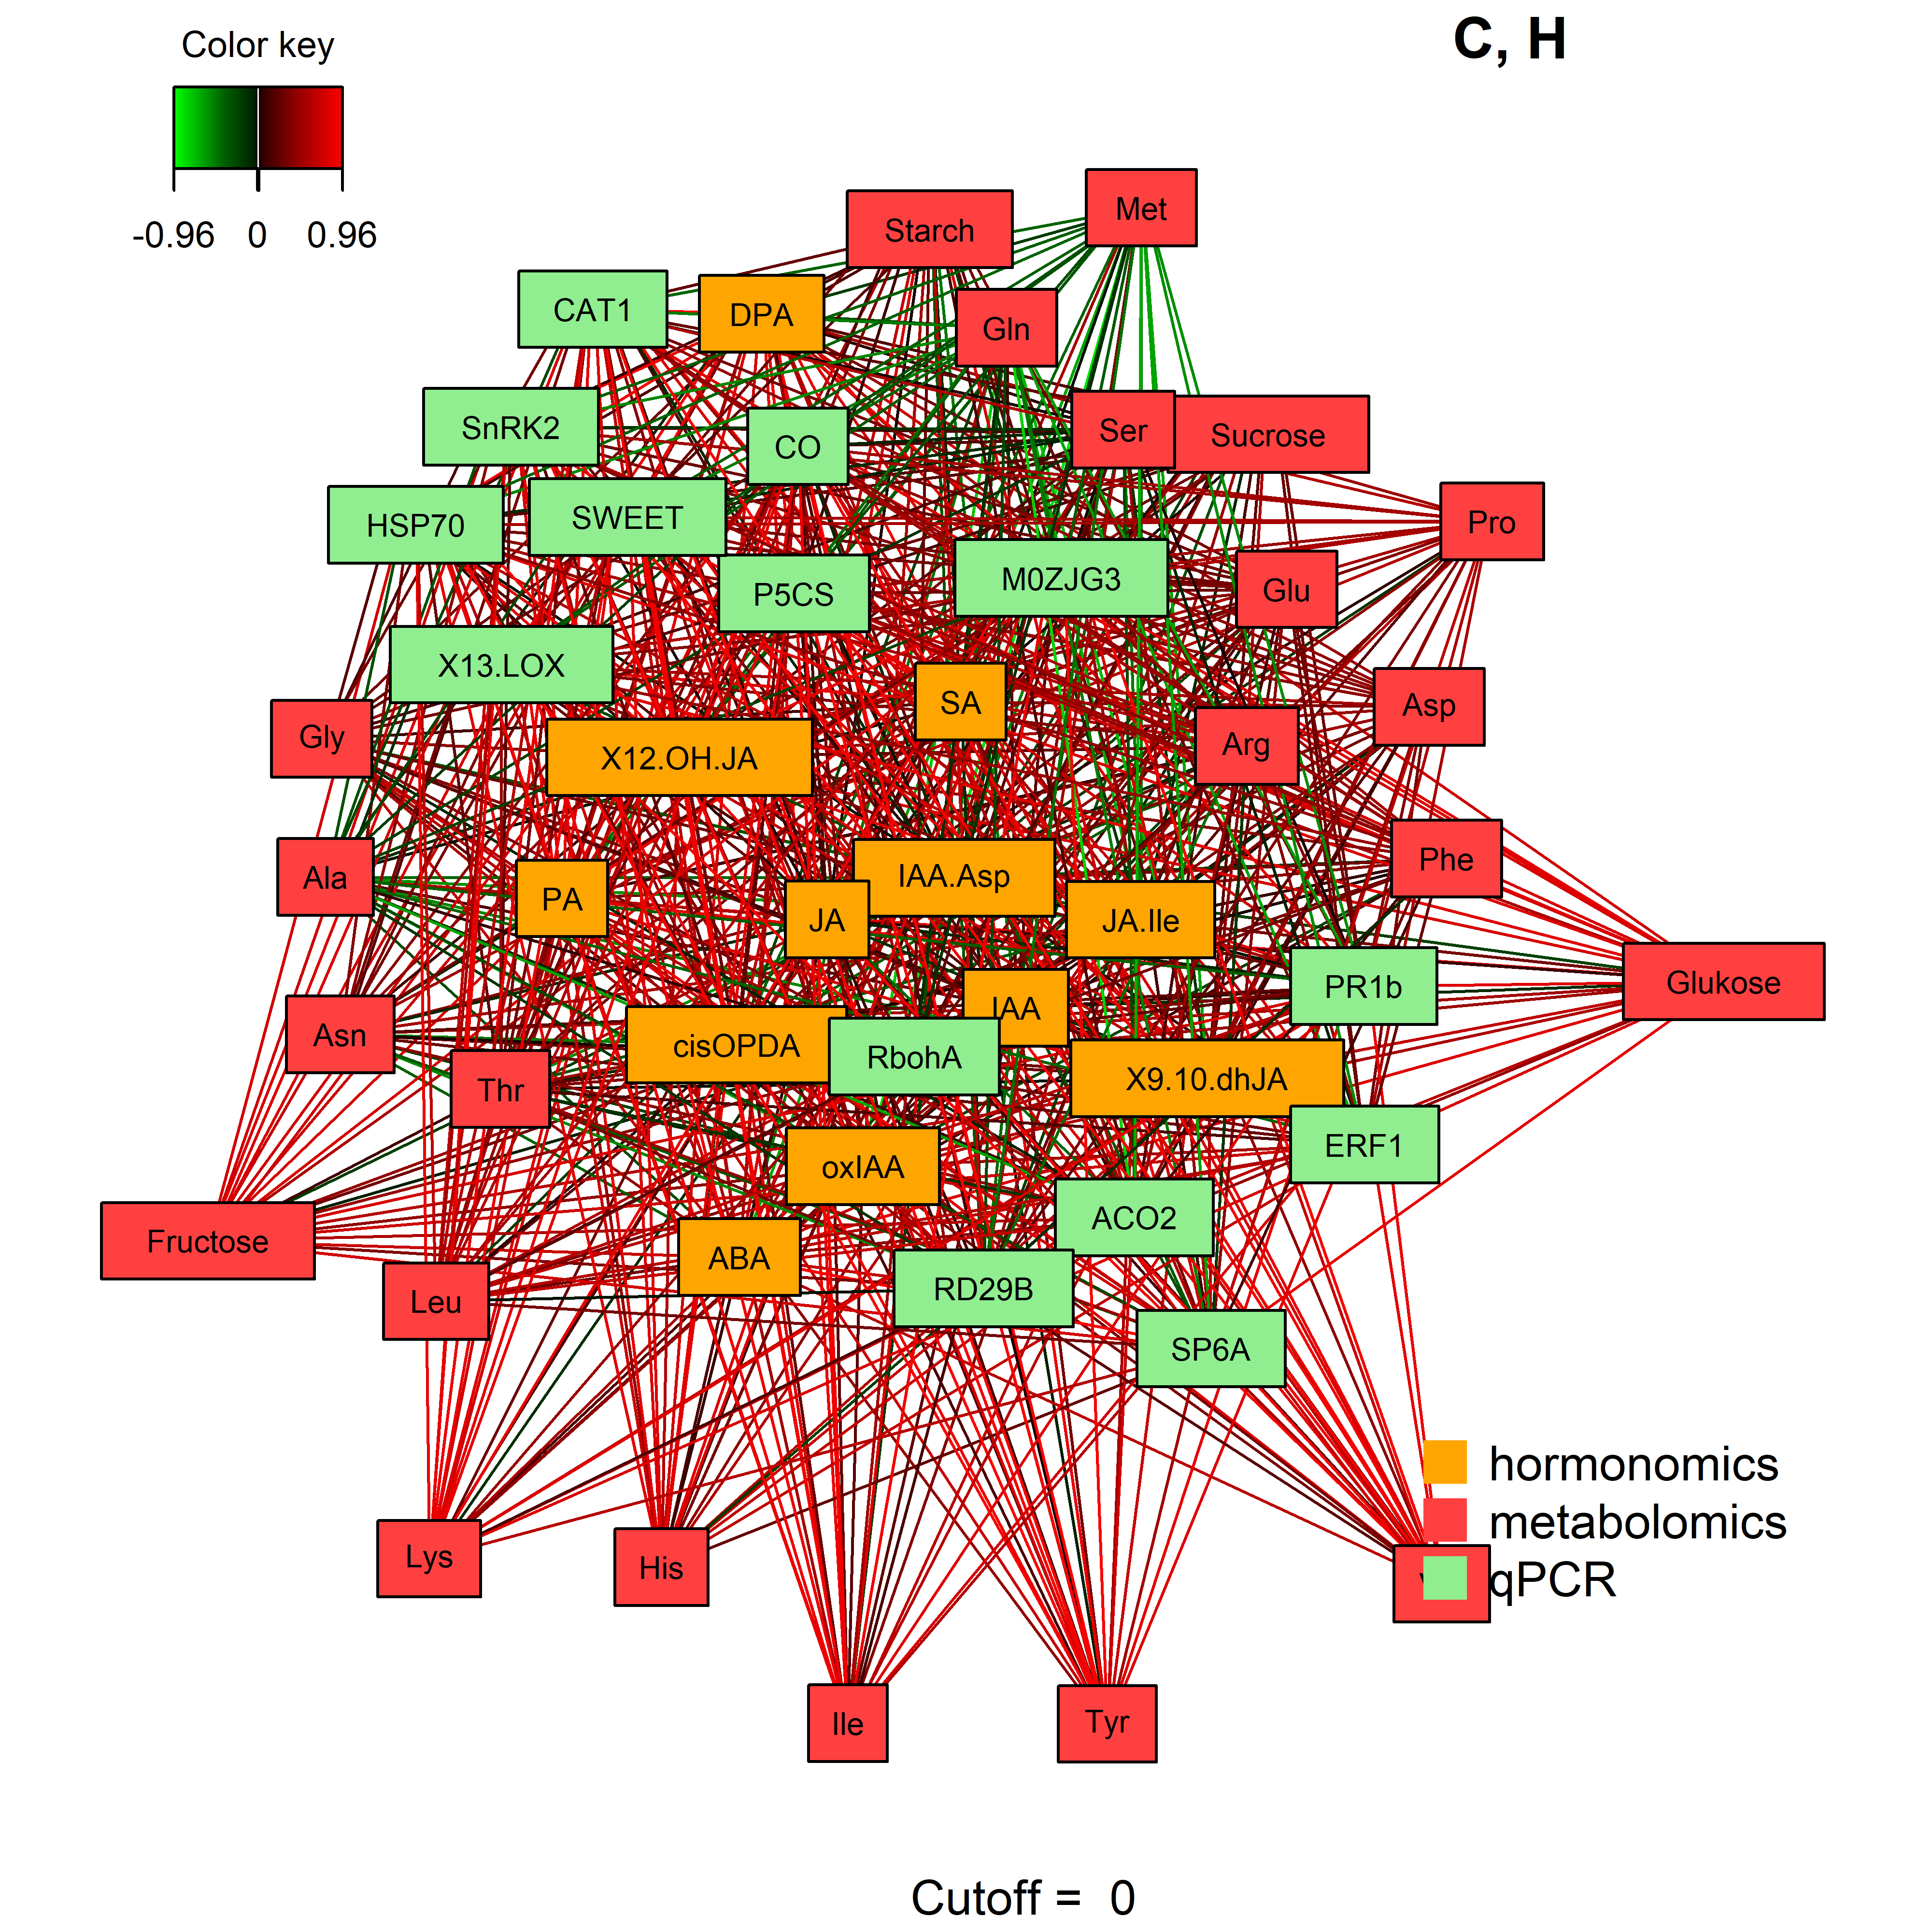 C, H
Color key
-0.96 0 0.96
Met
Starch
CAT1
DPA
Gln
SnRK2
CO
Ser
Sucrose
HSP70
SWEET
Pro
P5CS
M0ZJG3
Glu
X13.LOX
SA
Asp
Gly
X12.OH.JA
Arg
Ala
PA
JA
IAA.Asp
JA.Ile
Phe
PR1b
Glukose
Asn
IAA
cisOPDA
RbohA
Thr
X9.10.dhJA
oxIAA
ERF1
Fructose
ABA
ACO2
Leu
RD29B
SP6A
hormonomics
metabolomics
qPCR
Lys
His
Ile
Tyr
Cutoff = 0